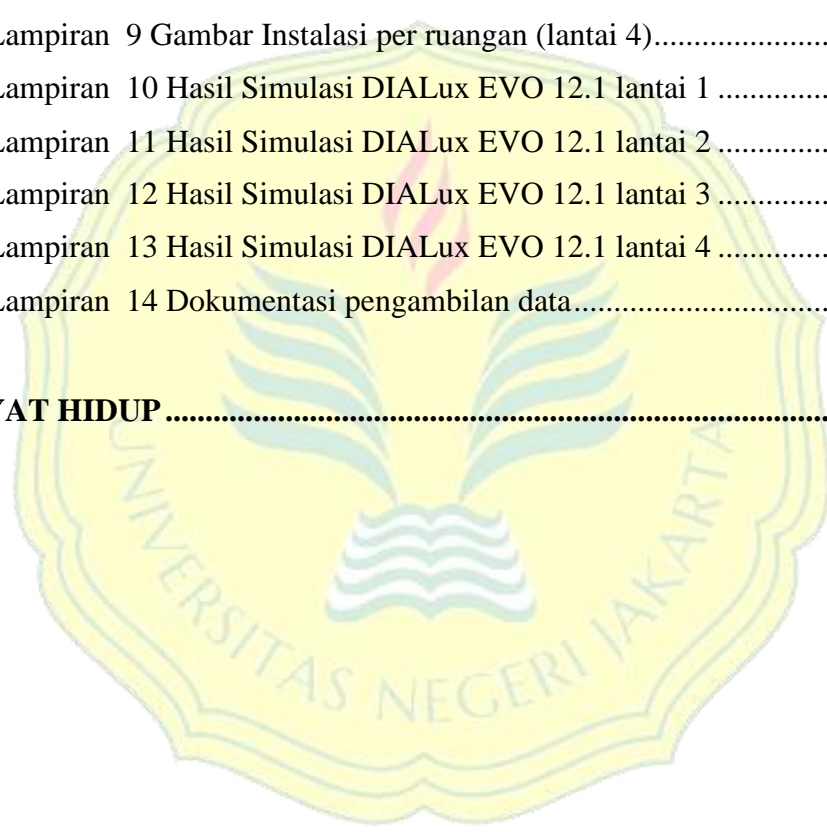 Lampiran 9 Gambar Instalasi per ruangan (lantai 4).....................
Lampiran 10 Hasil Simulasi DIALux EVO 12.1 lantai 1 ..............
Lampiran 11 Hasil Simulasi DIALux EVO 12.1 lantai 2 ..............
Lampiran 12 Hasil Simulasi DIALux EVO 12.1 lantai 3 ..............
Lampiran 13 Hasil Simulasi DIALux EVO 12.1 lantai 4 ..............
Lampiran 14 Dokumentasi pengambilan data................................
YAT HIDUP....................................................................................
UNIVERSITAS NEGERI JAKARTA